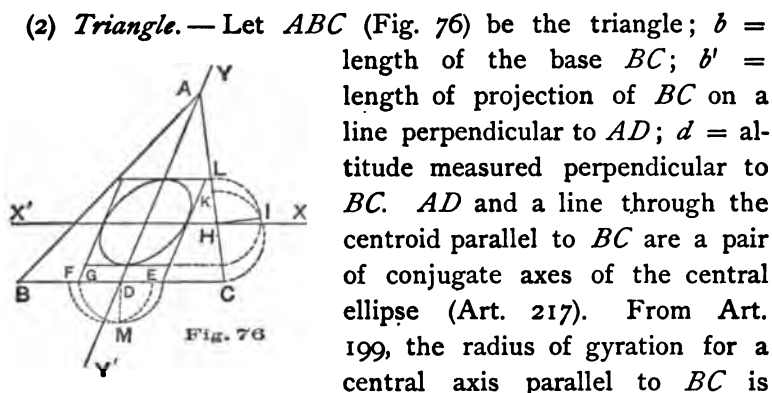 (2) Triangle. — Let ABC (Fig. 76) be the triangle; b =
length of the base BC; b' =
length of projection of BC on a
line perpendicular to AD; d = al-
titude measured perpendicular to
BC. AD and a line through the
centroid parallel to BC are a pair
of conjugate axes of the central
ellipse (Art. 217). From Art.
199, the radius of gyration for a
central axis parallel to BC is
Y
A
L
K
X' H I X
F G E
B D C
M
Fig. 76
Y'